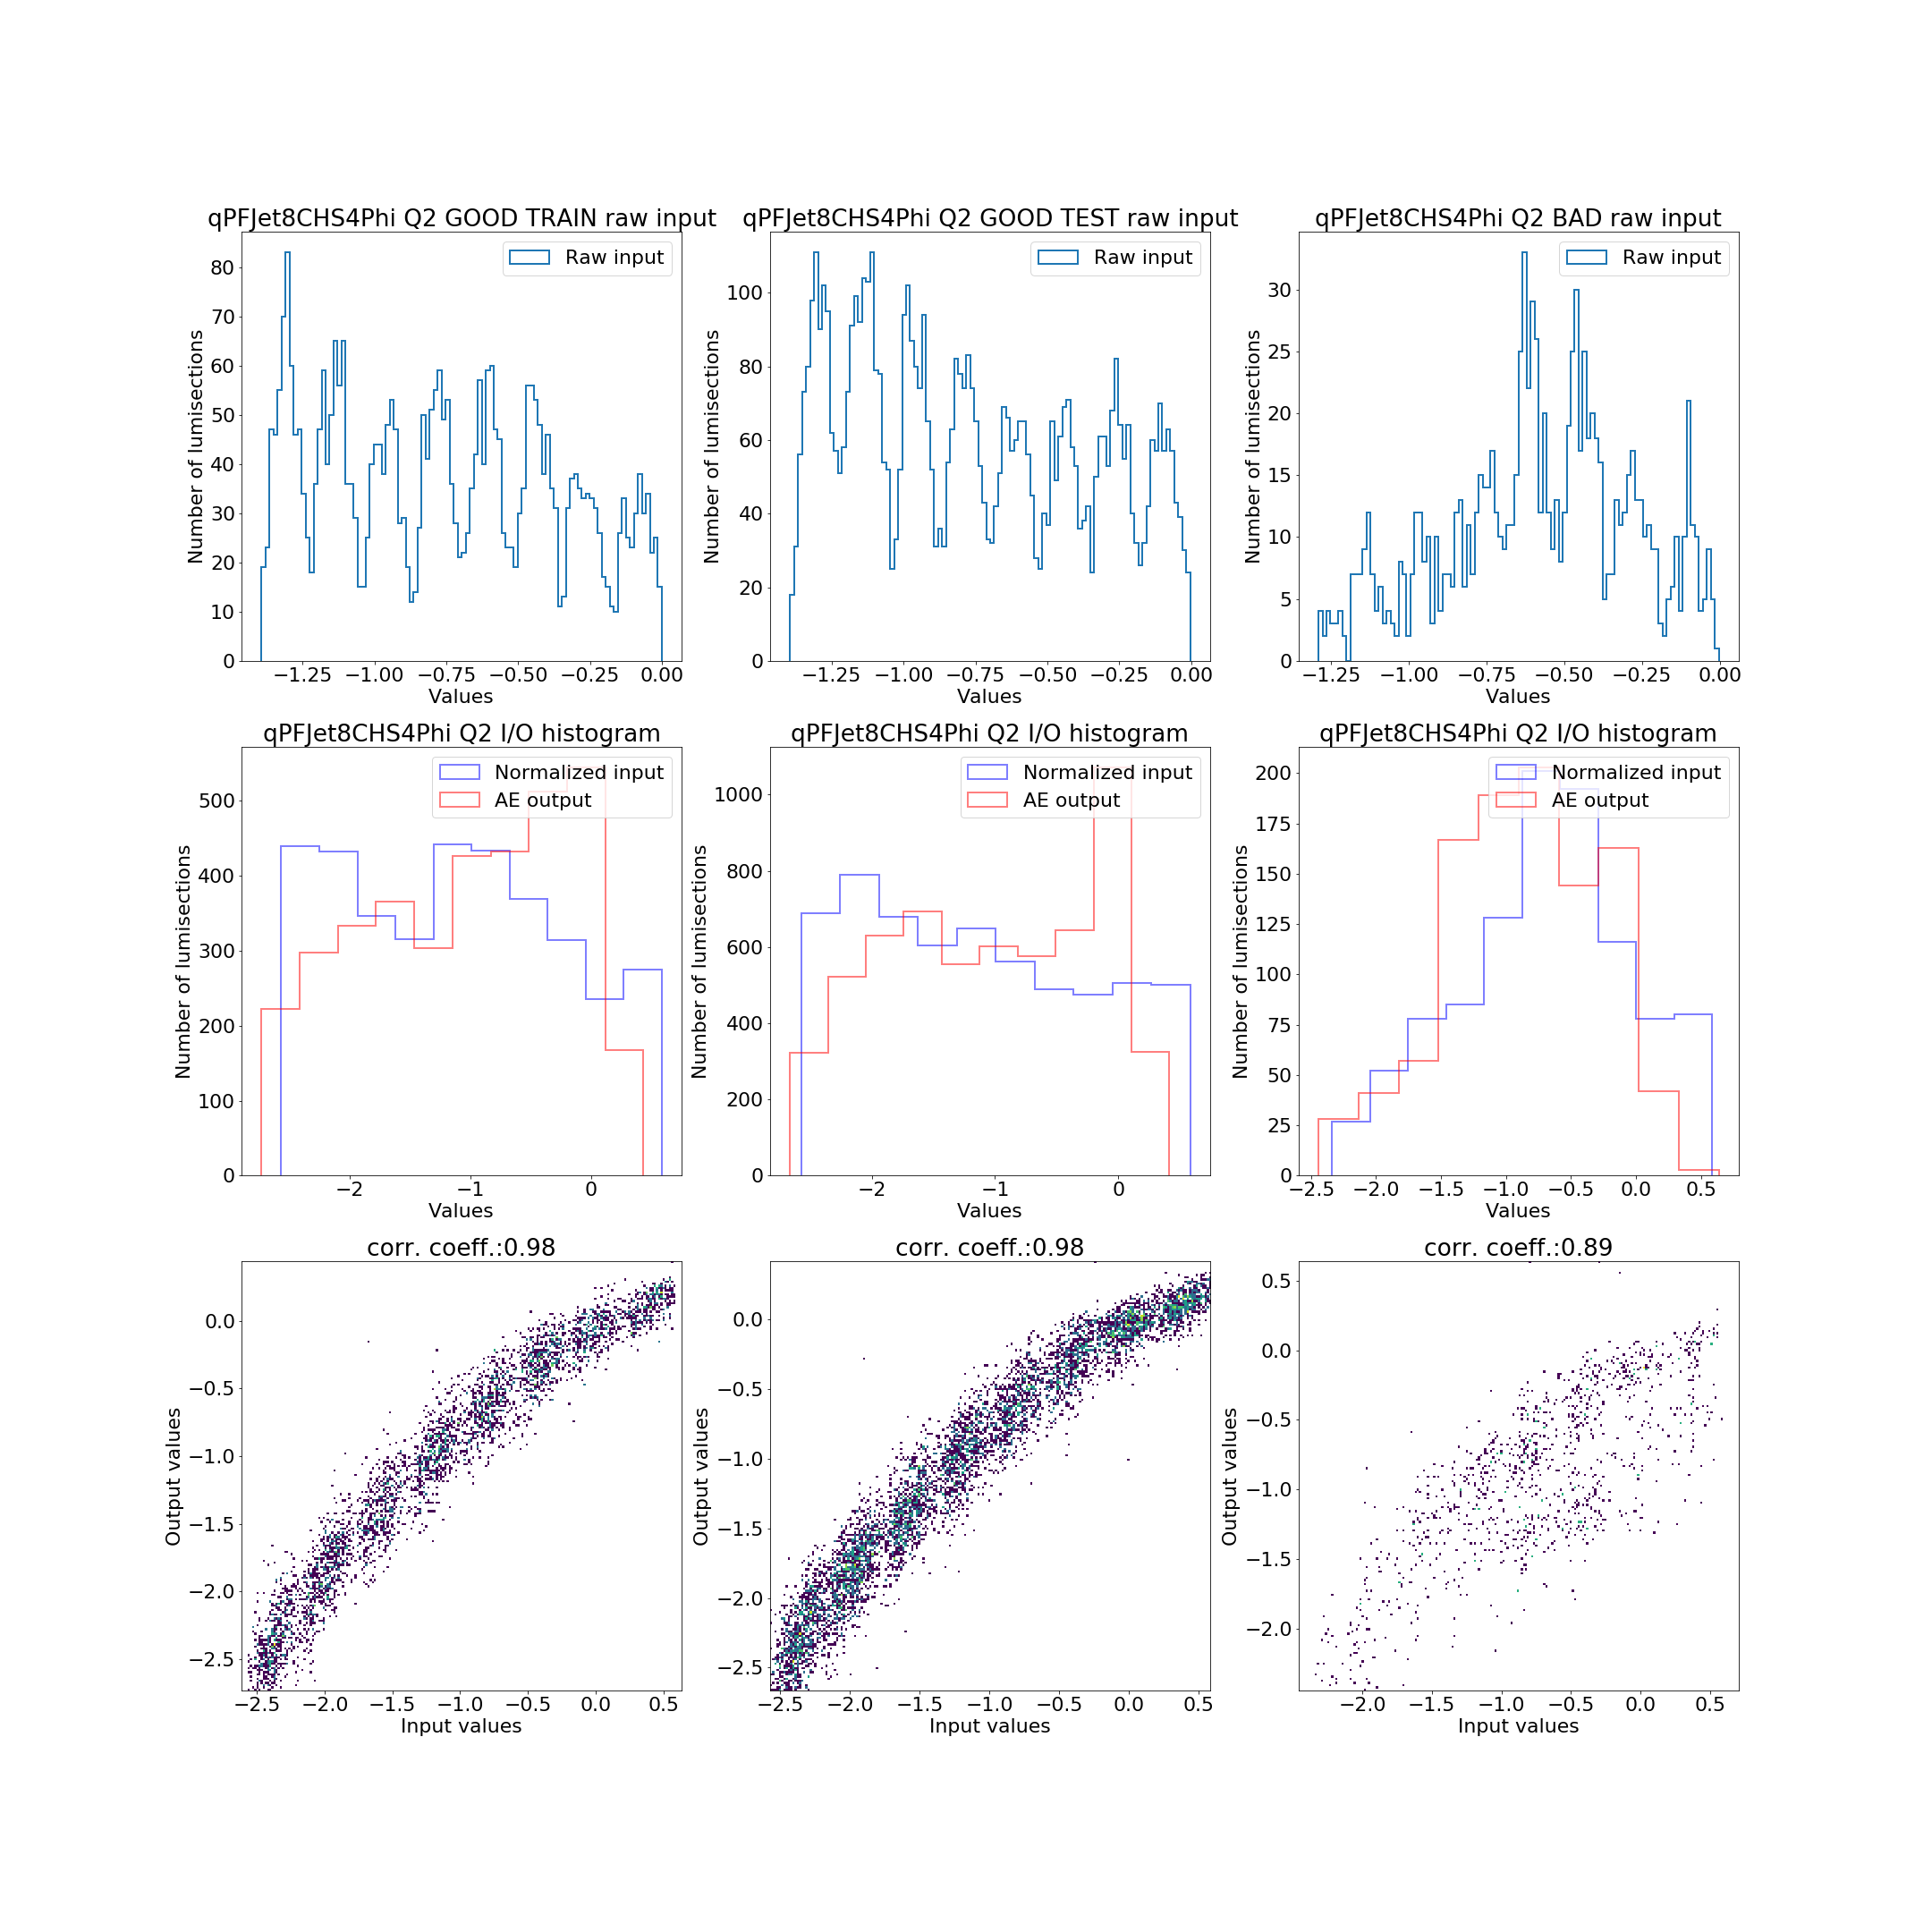 qPFJet8CHS4Phi Q2 GOOD TRAIN raw input
Raw input
80
70
60
50
40
30
20
10
0
Number of lumisections
−1.25 −1.00 −0.75 −0.50 −0.25 0.00
Values
qPFJet8CHS4Phi Q2 GOOD TEST raw input
Raw input
100
80
60
40
20
0
Number of lumisections
−1.25 −1.00 −0.75 −0.50 −0.25 0.00
Values
qPFJet8CHS4Phi Q2 BAD raw input
Raw input
30
25
20
15
10
5
0
Number of lumisections
−1.25 −1.00 −0.75 −0.50 −0.25 0.00
Values
qPFJet8CHS4Phi Q2 I/O histogram
Normalized input
AE output
500
400
300
200
100
0
Number of lumisections
−2 −1 0
Values
qPFJet8CHS4Phi Q2 I/O histogram
Normalized input
AE output
1000
800
600
400
200
0
Number of lumisections
−2 −1 0
Values
qPFJet8CHS4Phi Q2 I/O histogram
Normalized input
AE output
200
175
150
125
100
75
50
25
0
Number of lumisections
−2.5 −2.0 −1.5 −1.0 −0.5 0.0 0.5
Values
corr. coeff.:0.98
0.0
−0.5
−1.0
−1.5
−2.0
−2.5
Output values
−2.5 −2.0 −1.5 −1.0 −0.5 0.0 0.5
Input values
corr. coeff.:0.98
0.0
−0.5
−1.0
−1.5
−2.0
−2.5
Output values
−2.5 −2.0 −1.5 −1.0 −0.5 0.0 0.5
Input values
corr. coeff.:0.89
0.5
0.0
−0.5
−1.0
−1.5
−2.0
Output values
−2.0 −1.5 −1.0 −0.5 0.0 0.5
Input values